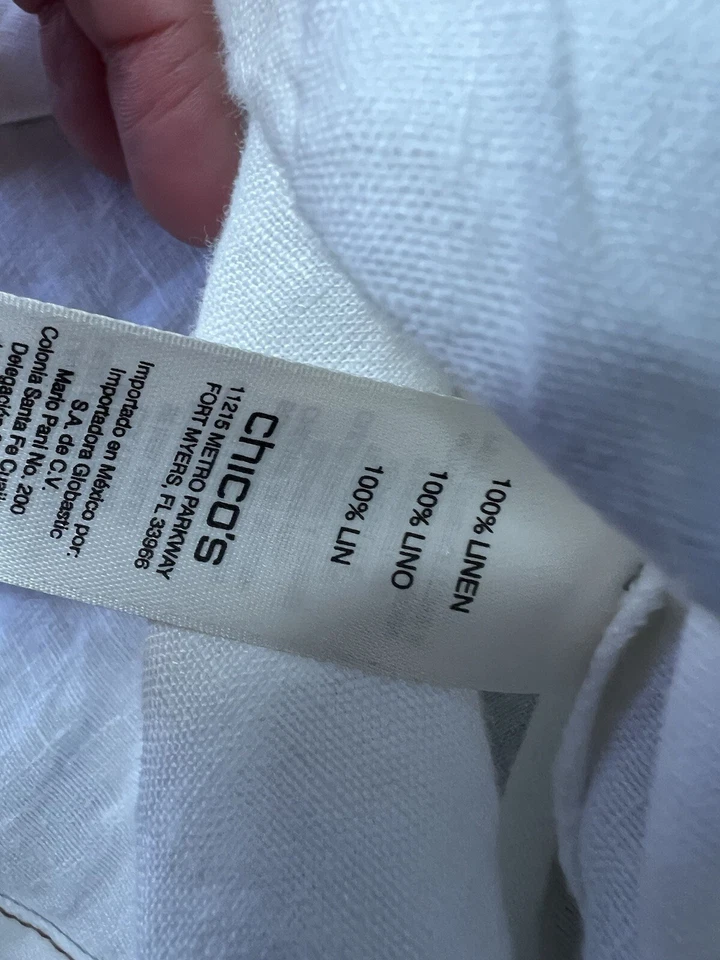 100% LINEN
100% LINO
100% LIN
chico's
11215 METRO PARKWAY
FORT MYERS, FL 33966
Importado en México por:
Importadora Globastic
S.A. de C.V.
Mario Pani No. 200
Colonia Santa Fe